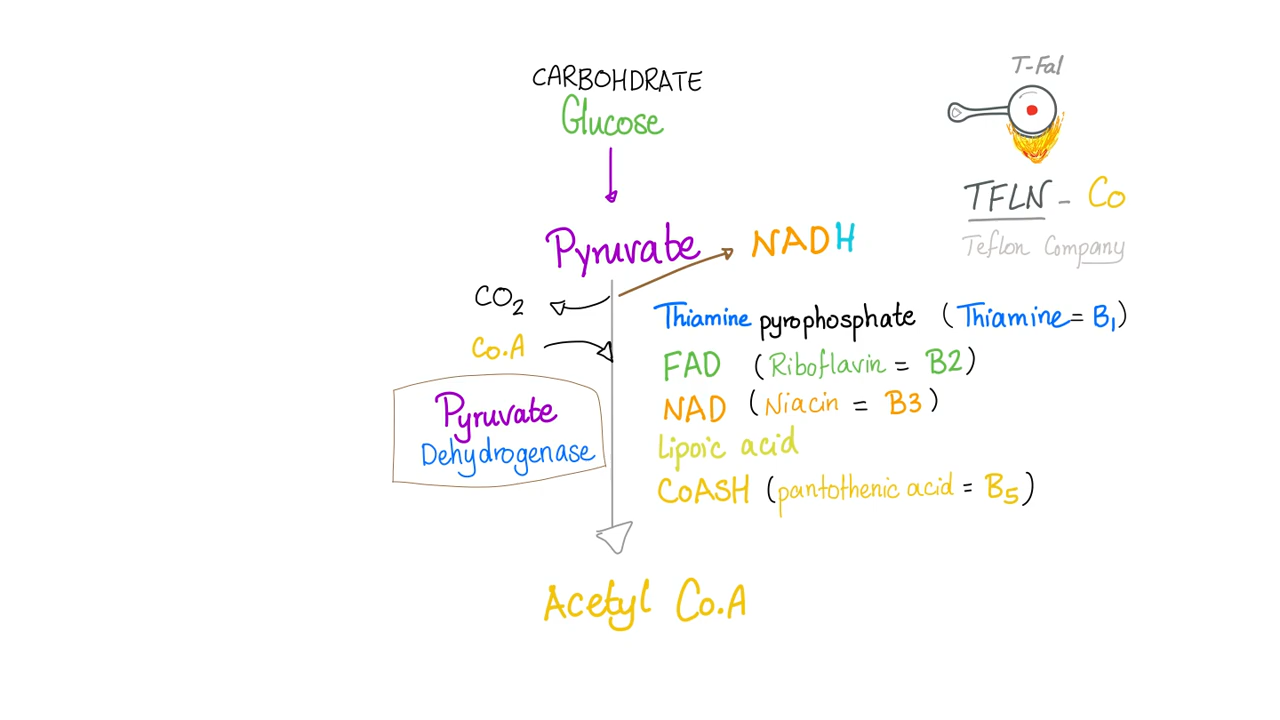 CARBOHDRATE
Glucose
Pyruvate
NADH
CO2
Co.A
Pyruvate
Dehydrogenase
Thiamine pyrophosphate (Thiamine = B1)
FAD (Riboflavin = B2)
NAD (Niacin = B3)
Lipoic acid
CoASH (pantothenic acid = B5)
Acetyl Co.A
T-Fal
TFLN - Co
Teflon Company